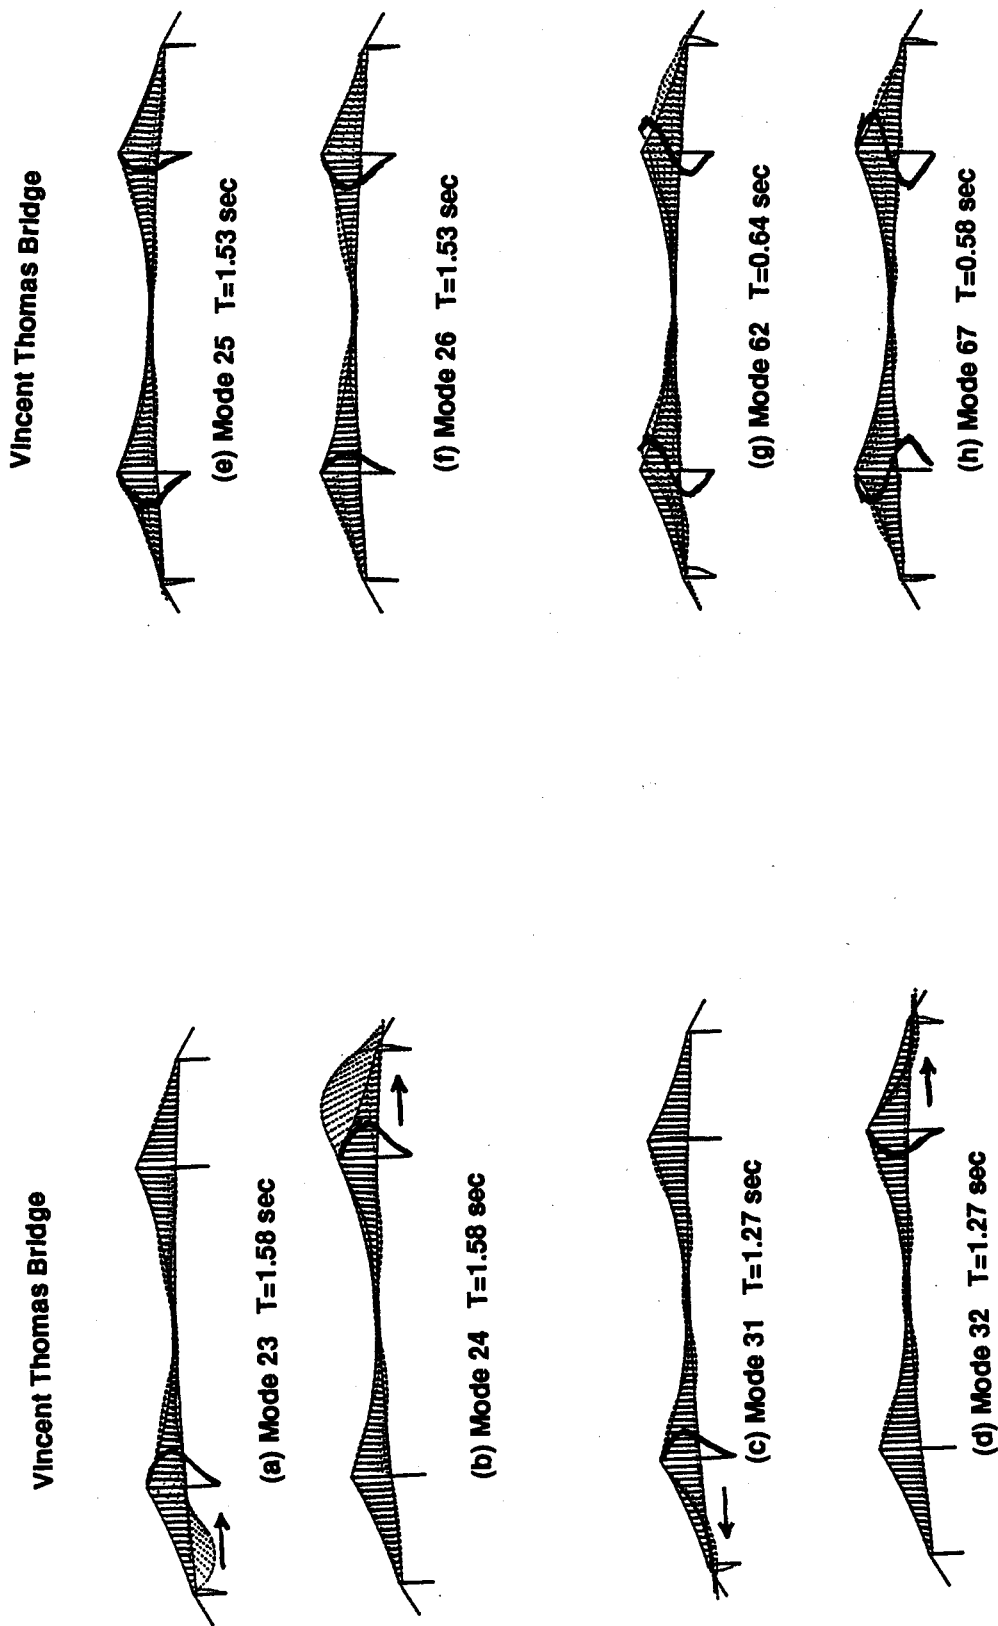 Vincent Thomas Bridge
(a) Mode 23 T=1.58 sec
(b) Mode 24 T=1.58 sec
(c) Mode 31 T=1.27 sec
(d) Mode 32 T=1.27 sec
Vincent Thomas Bridge
(e) Mode 25 T=1.53 sec
(f) Mode 26 T=1.53 sec
(g) Mode 62 T=0.64 sec
(h) Mode 67 T=0.58 sec